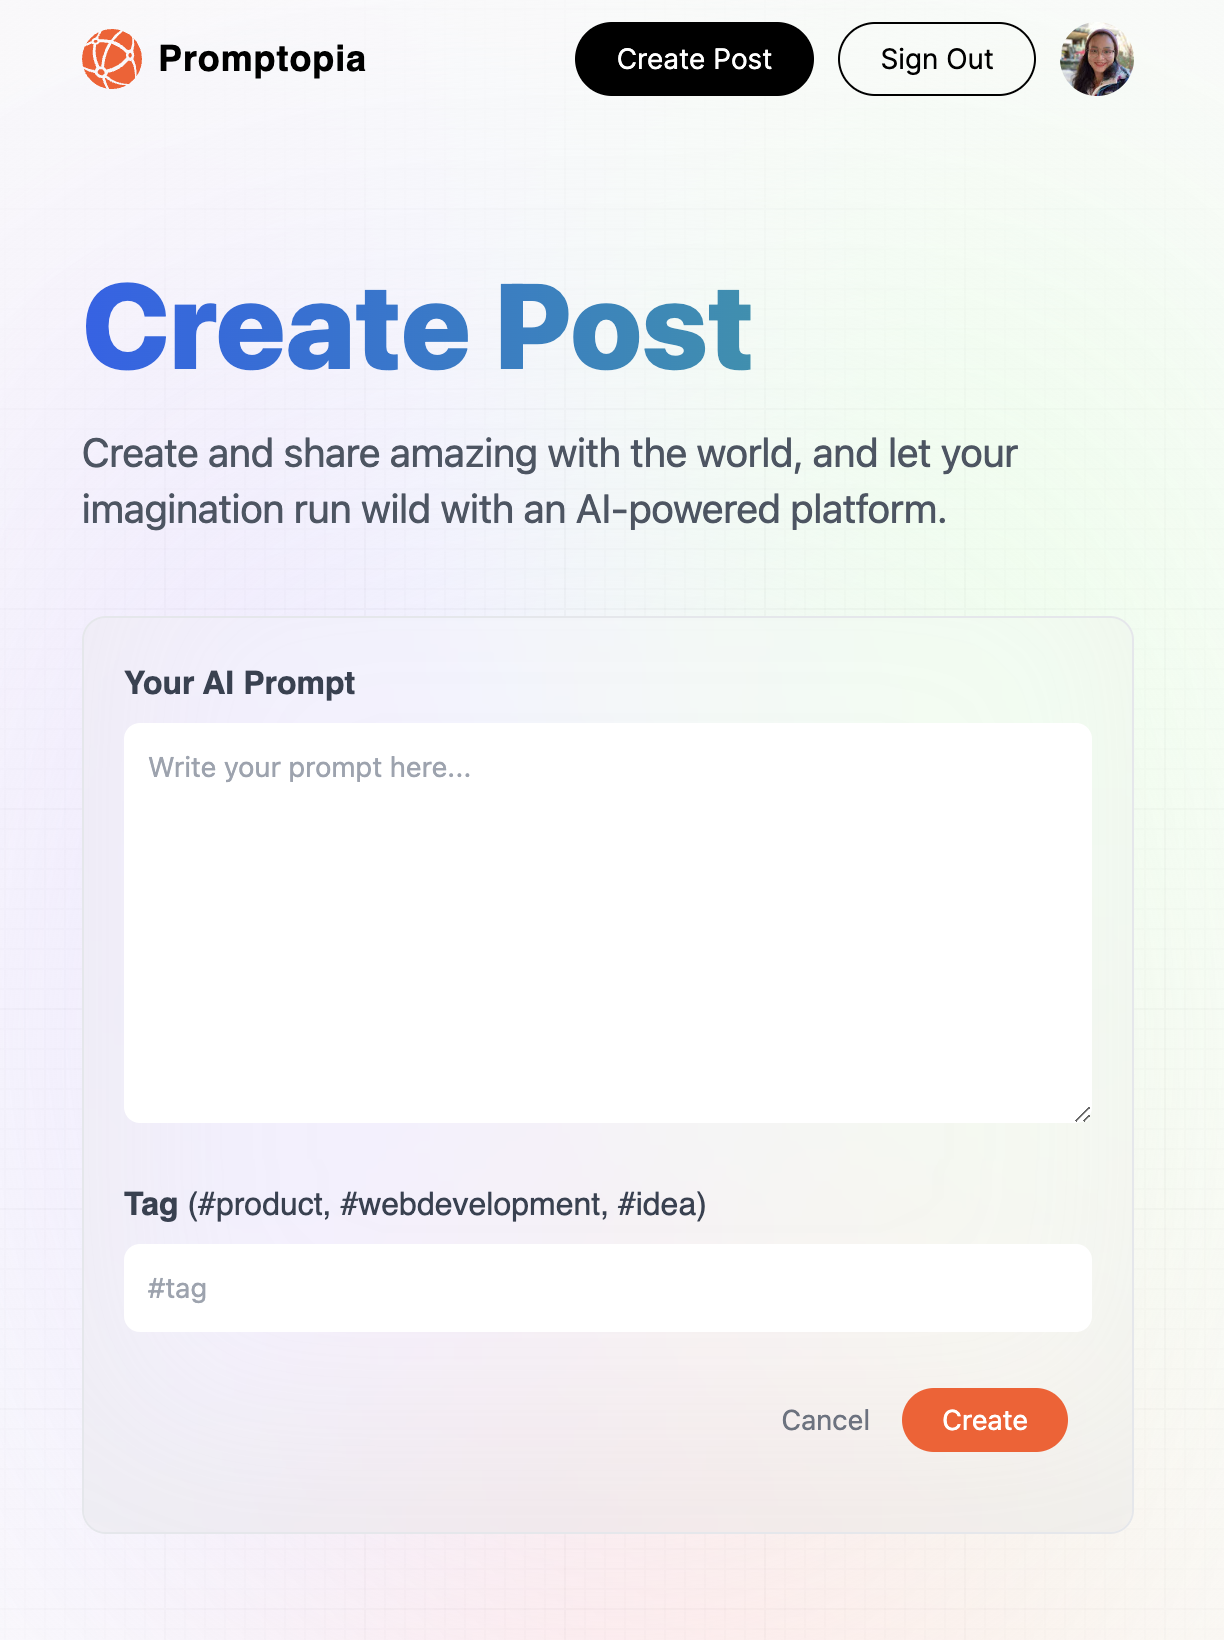 Promptopia
Create Post
Sign Out
Create Post
Create and share amazing with the world, and let your
imagination run wild with an AI-powered platform.
Your AI Prompt
Write your prompt here...
Tag (#product, #webdevelopment, #idea)
#tag
Cancel
Create